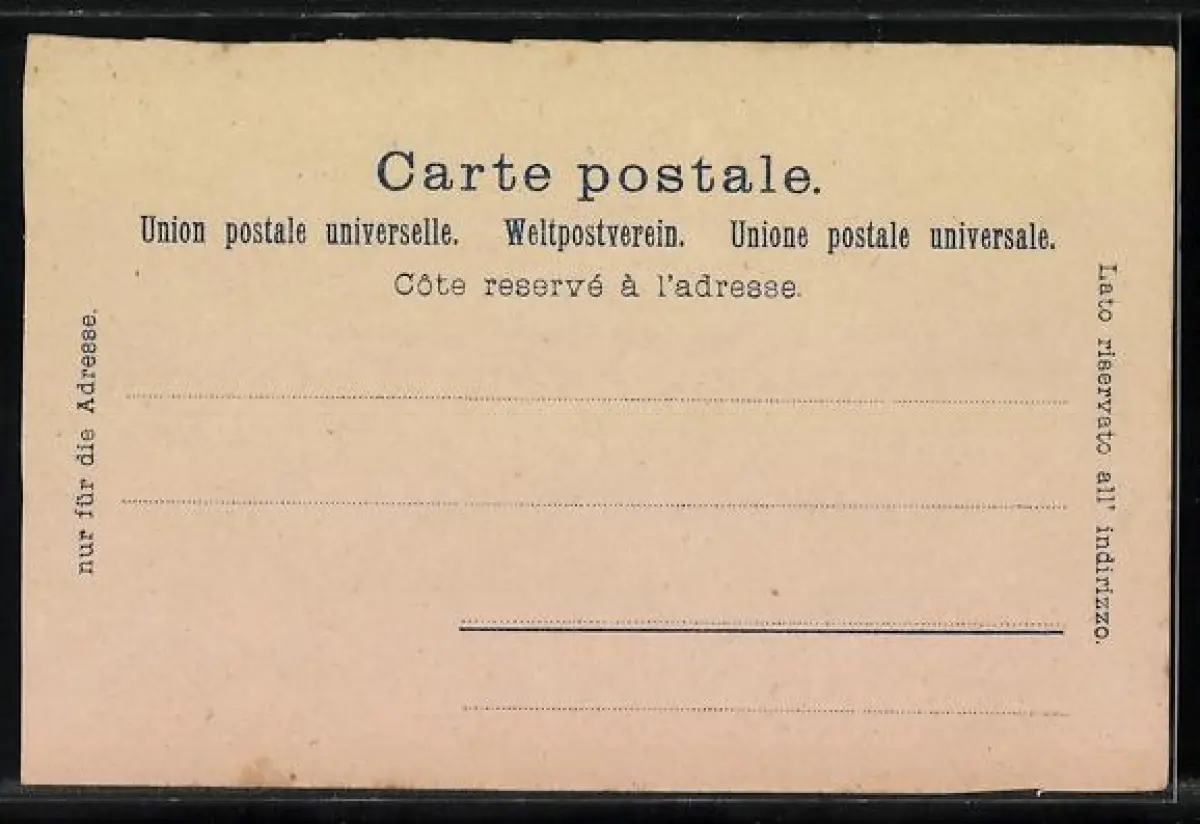 Carte postale.
Union postale universelle. Weltpostverein. Unione postale universale.
Côte reservé à l'adresse.
nur für die Adresse.
Lato riservato all' indirizzo.